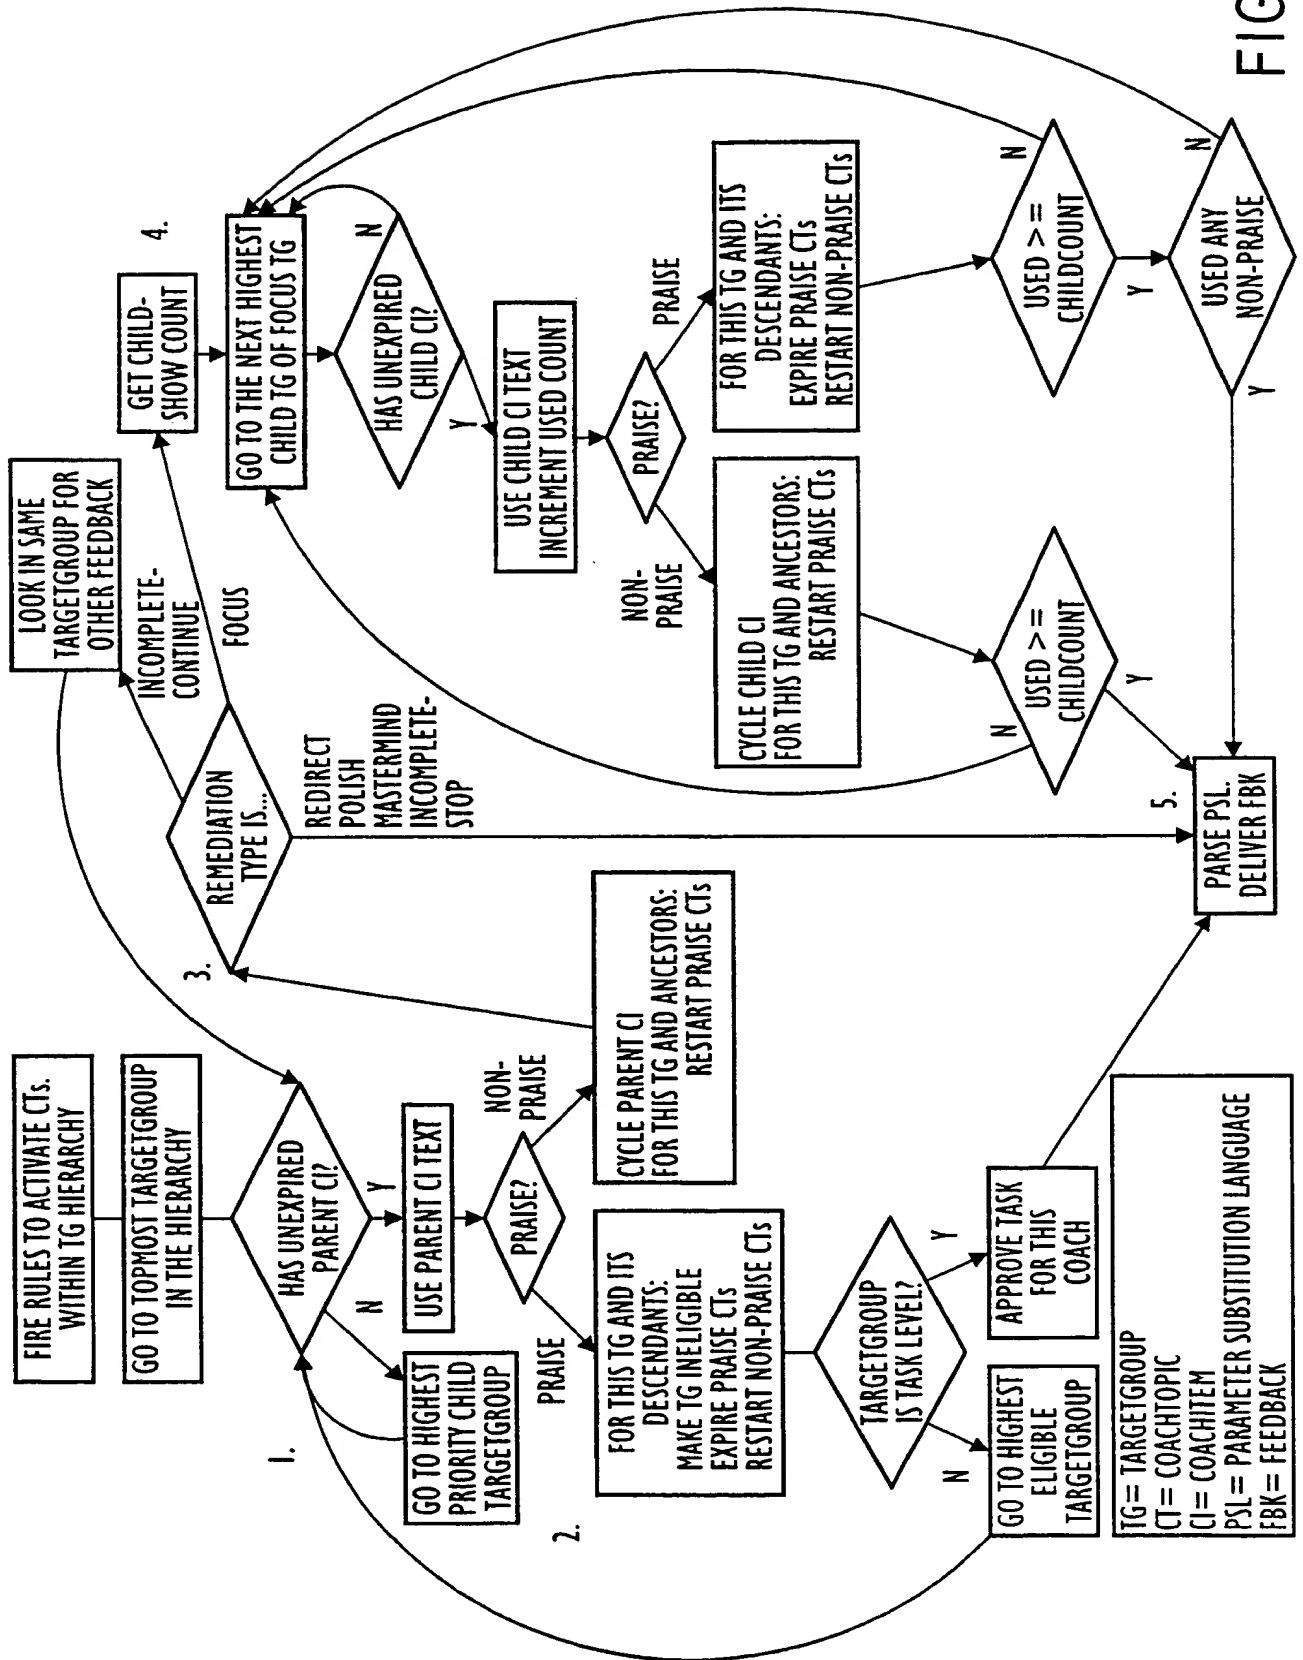 FIRE RULES TO ACTIVATE CTs.
WITHIN TG HIERARCHY
GO TO TOPMOST TARGETGROUP
IN THE HIERARCHY
1.
HAS UNEXPIRED
PARENT CI?
N
Y
GO TO HIGHEST
PRIORITY CHILD
TARGETGROUP
USE PARENT CI TEXT
2.
PRAISE?
PRAISE
NON-
PRAISE
FOR THIS TG AND ITS
DESCENDANTS:
MAKE TG INELIGIBLE
EXPIRE PRAISE CTs
RESTART NON-PRAISE CTs
CYCLE PARENT CI
FOR THIS TG AND ANCESTORS:
RESTART PRAISE CTs
TARGETGROUP
IS TASK LEVEL?
N
Y
GO TO HIGHEST
ELIGIBLE
TARGETGROUP
APPROVE TASK
FOR THIS
COACH
TG= TARGETGROUP
CT= COACHTOPIC
CI= COACHITEM
PSL= PARAMETER SUBSTITUTION LANGUAGE
FBK= FEEDBACK
3.
REMEDIATION
TYPE IS...
LOOK IN SAME
TARGETGROUP FOR
OTHER FEEDBACK
INCOMPLETE-
CONTINUE
FOCUS
REDIRECT
POLISH
MASTERMIND
INCOMPLETE-
STOP
4.
GET CHILD-
SHOW COUNT
GO TO THE NEXT HIGHEST
CHILD TG OF FOCUS TG
HAS UNEXPIRED
CHILD CI?
N
Y
USE CHILD CI TEXT
INCREMENT USED COUNT
PRAISE?
NON-
PRAISE
PRAISE
CYCLE CHILD CI
FOR THIS TG AND ANCESTORS:
RESTART PRAISE CTs
FOR THIS TG AND ITS
DESCENDANTS:
EXPIRE PRAISE CTs
RESTART NON-PRAISE CTs
USED >=
CHILDCOUNT
N
Y
USED >=
CHILDCOUNT
N
Y
USED ANY
NON-PRAISE
N
Y
5.
PARSE PSL.
DELIVER FBK
FIG